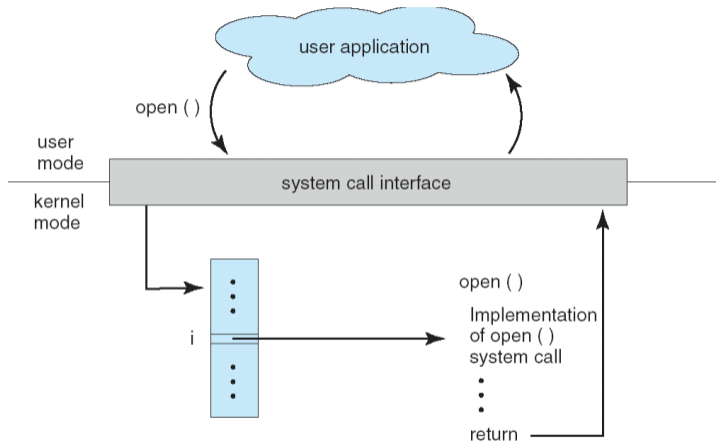 user application
open ( )
user
mode
system call interface
kernel
mode
open ( )
i
Implementation
of open ( )
system call
return